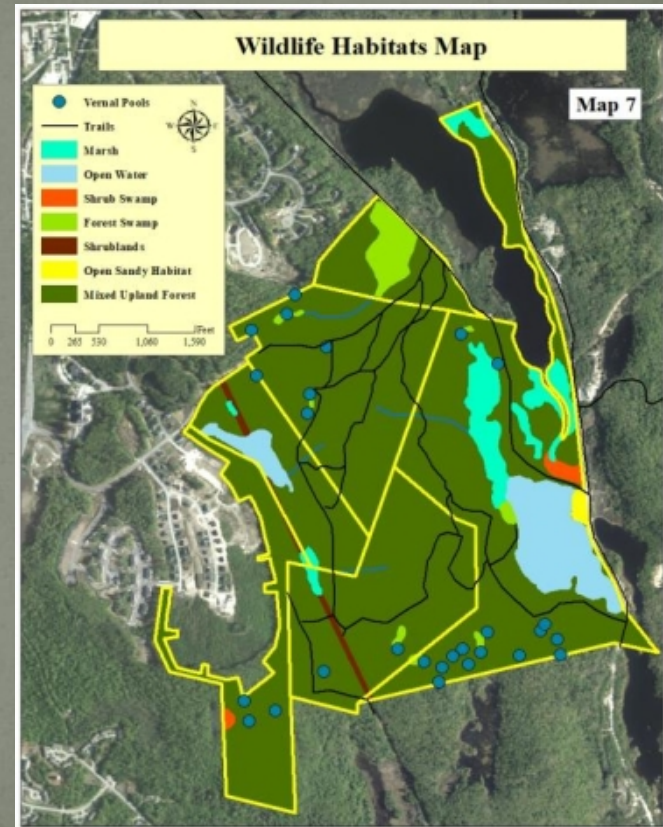 Wildlife Habitats Map
Map 7
Vernal Pools
Trails
Marsh
Open Water
Shrub Swamp
Forest Swamp
Shrublands
Open Sandy Habitat
Mixed Upland Forest
N
W E
S
Feet
0 265 530 1,060 1,590